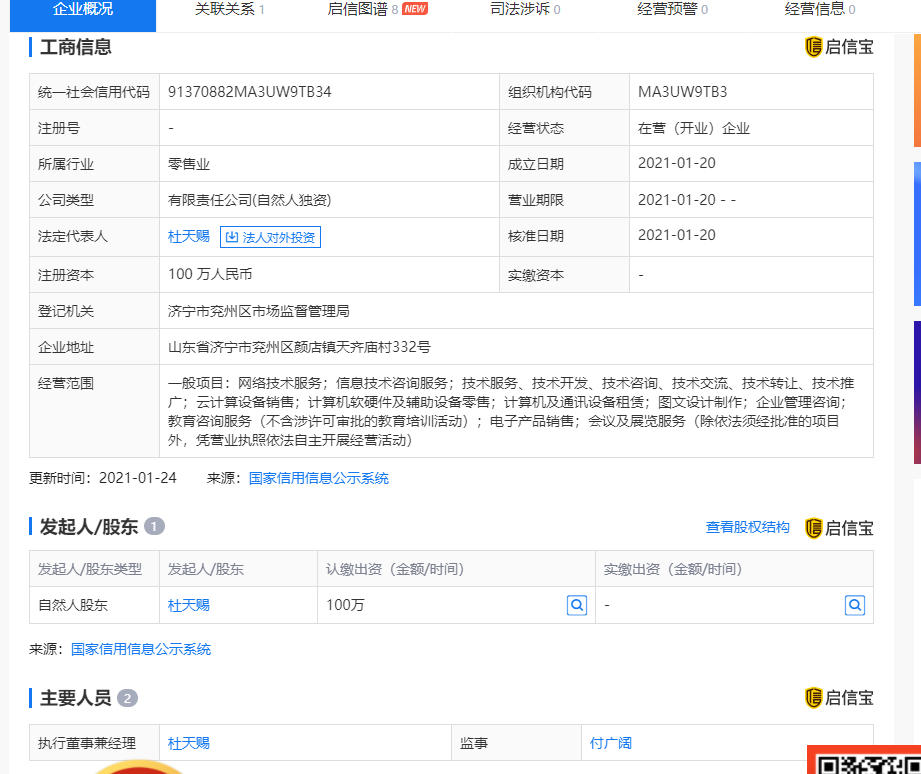 企业概况 关联关系 1 启信图谱 8 NEW 司法涉诉 0 经营预警 0 经营信息 0
工商信息 启信宝
统一社会信用代码 91370882MA3UW9TB34 组织机构代码 MA3UW9TB3
注册号 - 经营状态 在营（开业）企业
所属行业 零售业 成立日期 2021-01-20
公司类型 有限责任公司(自然人独资) 营业期限 2021-01-20 - -
法定代表人 杜天赐 法人对外投资 核准日期 2021-01-20
注册资本 100 万人民币 实缴资本 -
登记机关 济宁市兖州区市场监督管理局
企业地址 山东省济宁市兖州区颜店镇天齐庙村332号
经营范围 一般项目：网络技术服务；信息技术咨询服务；技术服务、技术开发、技术咨询、技术交流、技术转让、技术推
广；云计算设备销售；计算机软硬件及辅助设备零售；计算机及通讯设备租赁；图文设计制作；企业管理咨询；
教育咨询服务（不含涉许可审批的教育培训活动）；电子产品销售；会议及展览服务（除依法须经批准的项目
外，凭营业执照依法自主开展经营活动）
更新时间：2021-01-24 来源：国家信用信息公示系统
发起人/股东 1 查看股权结构 启信宝
发起人/股东类型 发起人/股东 认缴出资（金额/时间） 实缴出资（金额/时间）
自然人股东 杜天赐 100万 -
来源：国家信用信息公示系统
主要人员 2 启信宝
执行董事兼经理 杜天赐 监事 付广阔